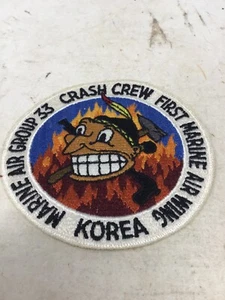 MARINE AIR GROUP 33 CRASH CREW FIRST MARINE AIR WING
KOREA